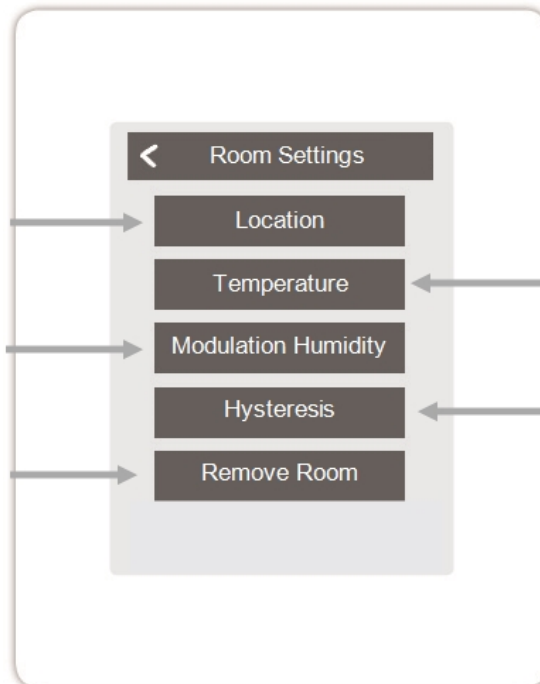 Room Settings
Location
Temperature
Modulation Humidity
Hysteresis
Remove Room